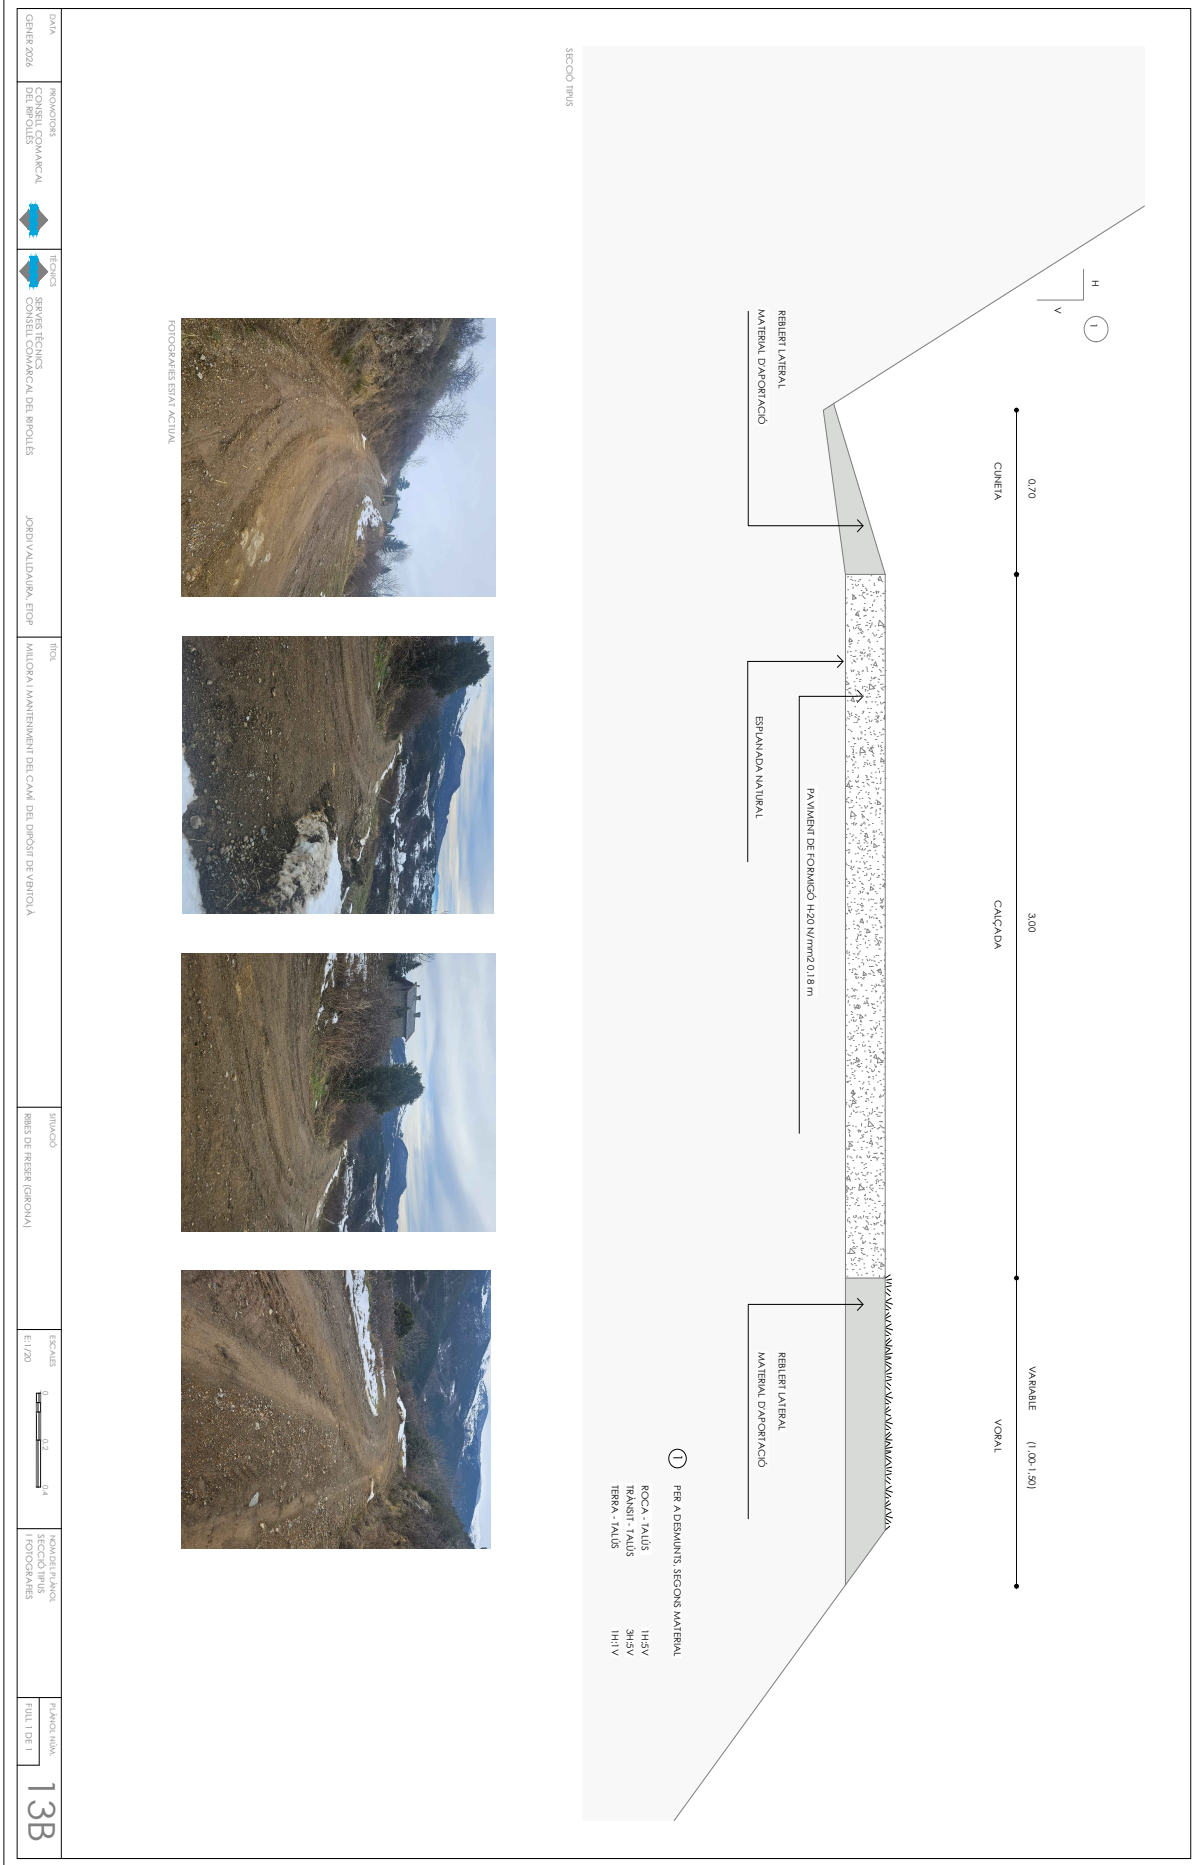 H
V
1
0,70
CUNETA
3,00
CALÇADA
VARIABLE (1,00-1,50)
VORAL
REBLERT LATERAL
MATERIAL D'APORTACIÓ
ESPLANADA NATURAL
PAVIMENT DE FORMIGÓ H-20 N/mm2 0.18 m
REBLERT LATERAL
MATERIAL D'APORTACIÓ
1 PER A DESMUNTS, SEGONS MATERIAL
ROCA - TALÚS 1H:5V
TRÀNSIT - TALÚS 3H:5V
TERRA - TALÚS 1H:1V
SECCIÓ TIPUS
FOTOGRAFIES ESTAT ACTUAL
DATA
GENER 2026
PROMOTORS
CONSELL COMARCAL
DEL RIPOLLÈS
TÈCNICS
SERVEIS TÈCNICS
CONSELL COMARCAL DEL RIPOLLÈS
JORDI VALLDAURA, ETOP
TÍTOL
MILLORA I MANTENIMENT DEL CAMÍ DEL DIPÒSIT DE VENTOLÀ
SITUACIÓ
RIBES DE FRESER (GIRONA)
ESCALES
E:1/20
0 0.2 0.4
NOM DEL PLÀNOL
SECCIÓ TIPUS
I FOTOGRAFIES
PLÀNOL NÚM.
FULL 1 DE 1
13B